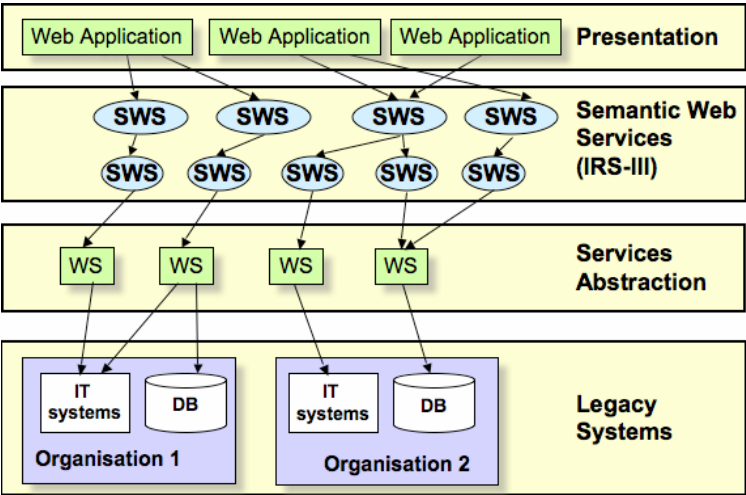 Web Application
Web Application
Web Application
Presentation
SWS
SWS
SWS
SWS
Semantic Web
Services
(IRS-III)
SWS
SWS
SWS
SWS
SWS
WS
WS
WS
WS
Services
Abstraction
IT
systems
DB
Organisation 1
IT
systems
DB
Organisation 2
Legacy
Systems